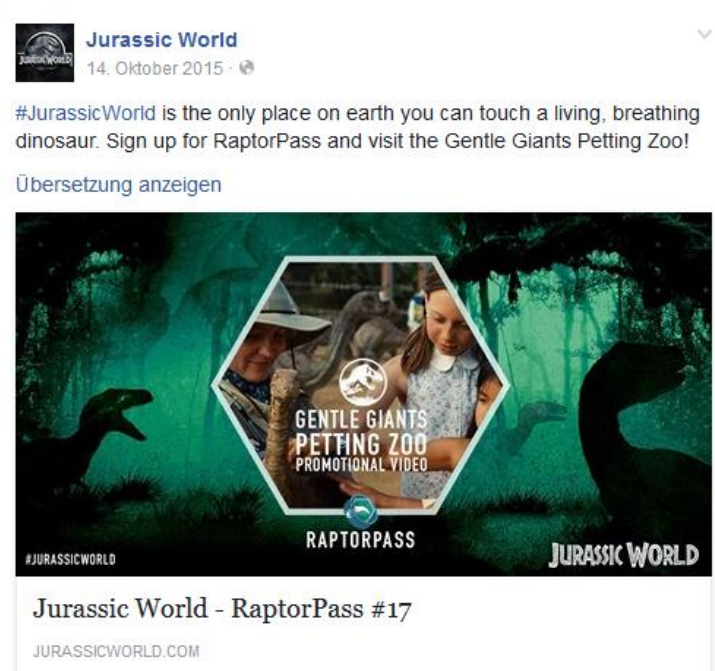 Jurassic World
14. Oktober 2015 ·
#JurassicWorld is the only place on earth you can touch a living, breathing
dinosaur. Sign up for RaptorPass and visit the Gentle Giants Petting Zoo!
Übersetzung anzeigen
GENTLE GIANTS
PETTING ZOO
PROMOTIONAL VIDEO
RAPTORPASS
#JURASSICWORLD
JURASSIC WORLD
Jurassic World - RaptorPass #17
JURASSICWORLD.COM